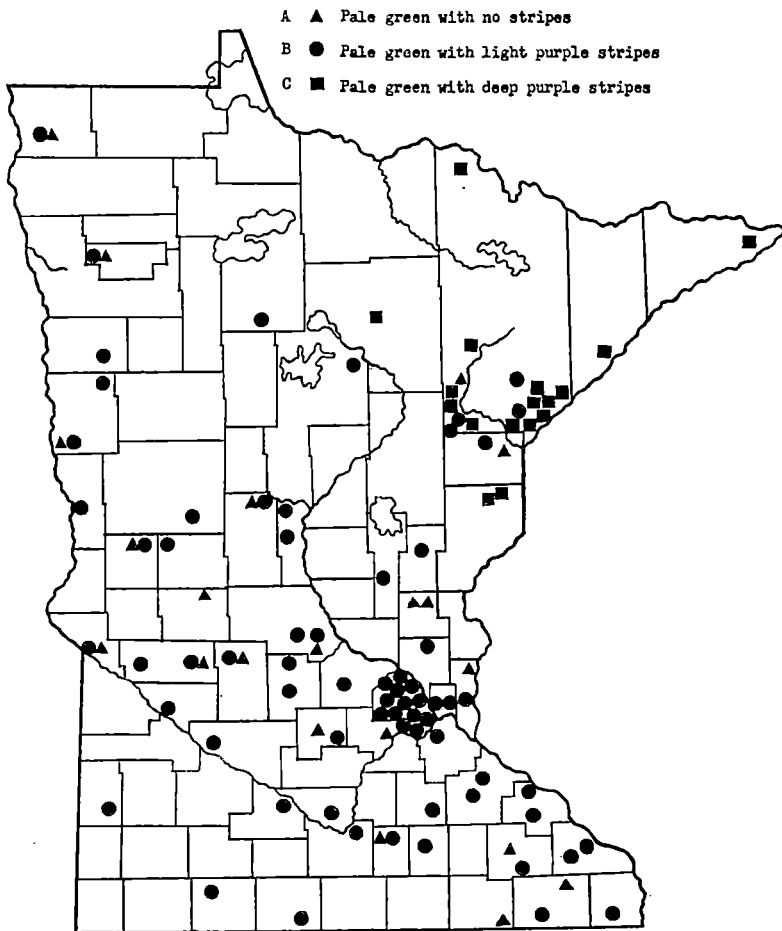 A ▲ Pale green with no stripes
B ● Pale green with light purple stripes
C ■ Pale green with deep purple stripes